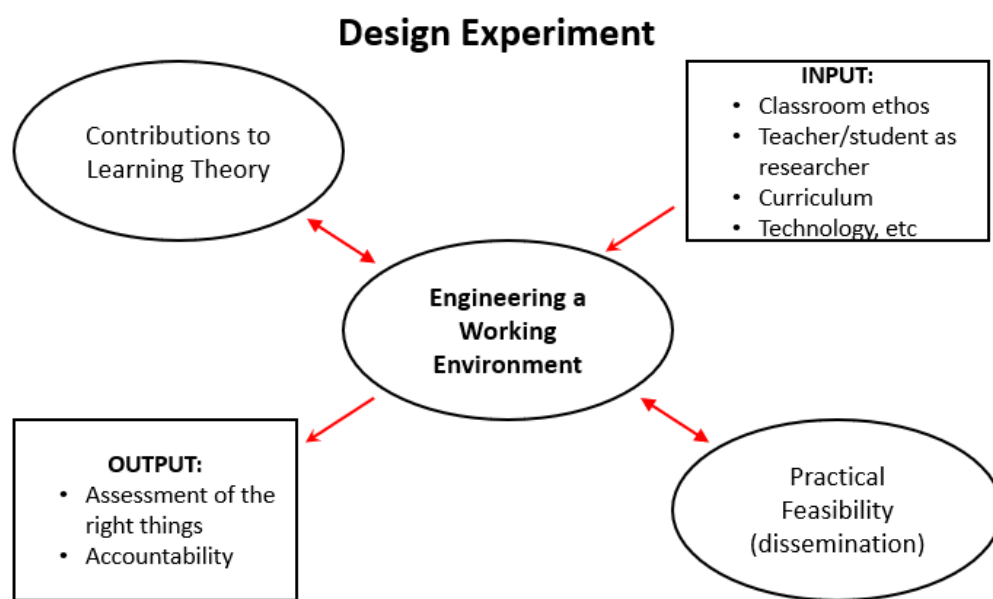 Design Experiment
Contributions to
Learning Theory
INPUT:
• Classroom ethos
• Teacher/student as
researcher
• Curriculum
• Technology, etc
Engineering a
Working
Environment
OUTPUT:
• Assessment of the
right things
• Accountability
Practical
Feasibility
(dissemination)